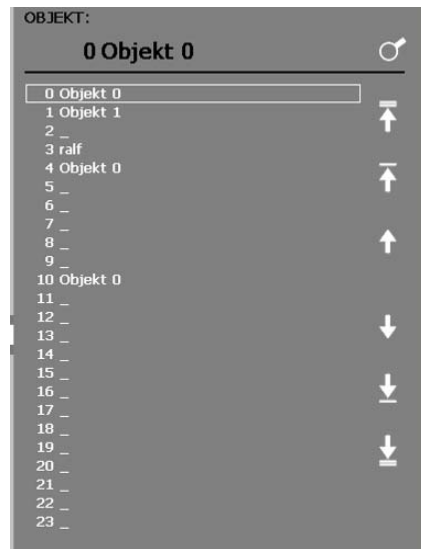 OBJEKT:
0 Objekt 0
0 Objekt 0
1 Objekt 1
2 _
3 ralf
4 Objekt 0
5 _
6 _
7 _
8 _
9 _
10 Objekt 0
11 _
12 _
13 _
14 _
15 _
16 _
17 _
18 _
19 _
20 _
21 _
22 _
23 _